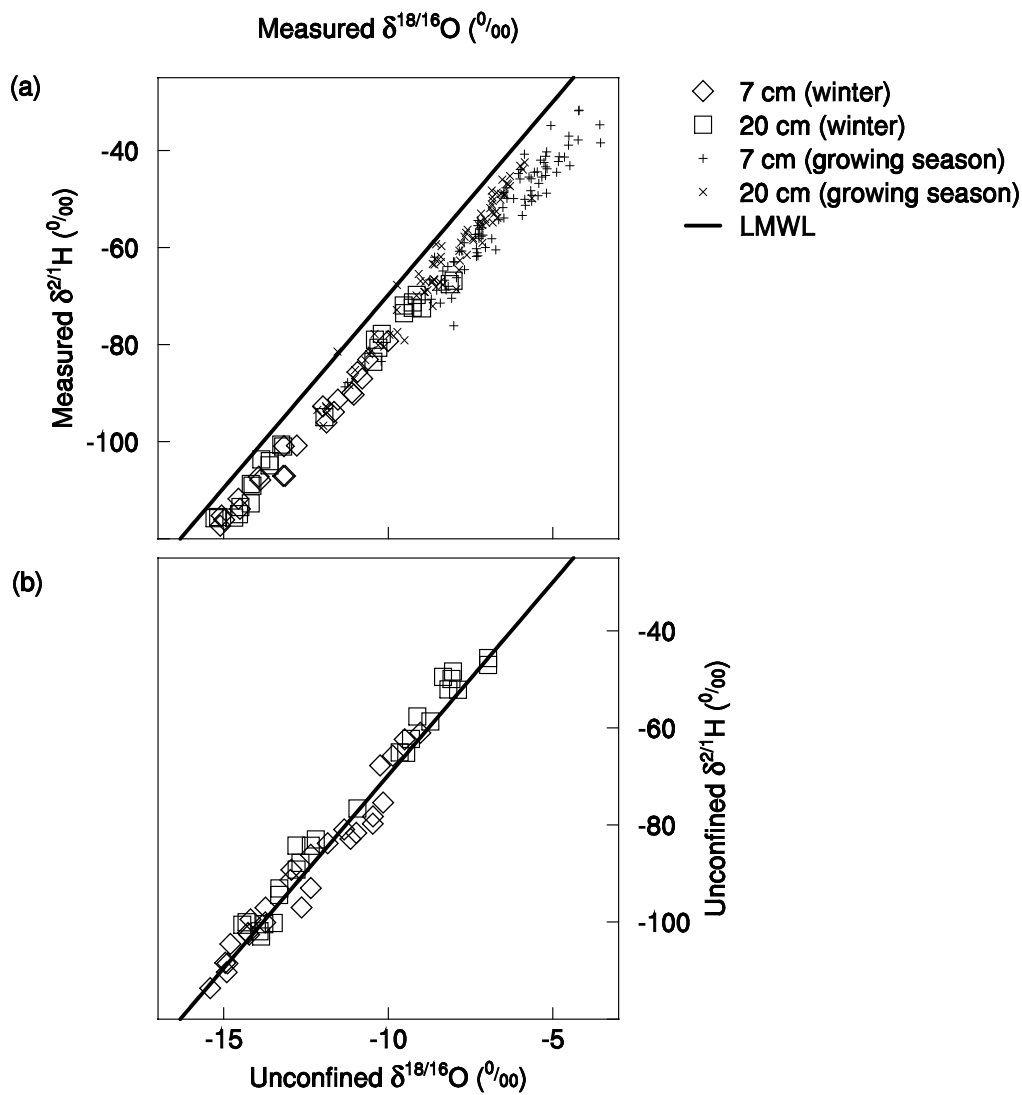 Measured δ18/16O (0/00)
(a)
7 cm (winter)
20 cm (winter)
7 cm (growing season)
20 cm (growing season)
LMWL
-40
-60
-80
-100
Measured δ2/1H (0/00)
(b)
-40
-60
-80
-100
Unconfined δ2/1H (0/00)
-15 -10 -5
Unconfined δ18/16O (0/00)